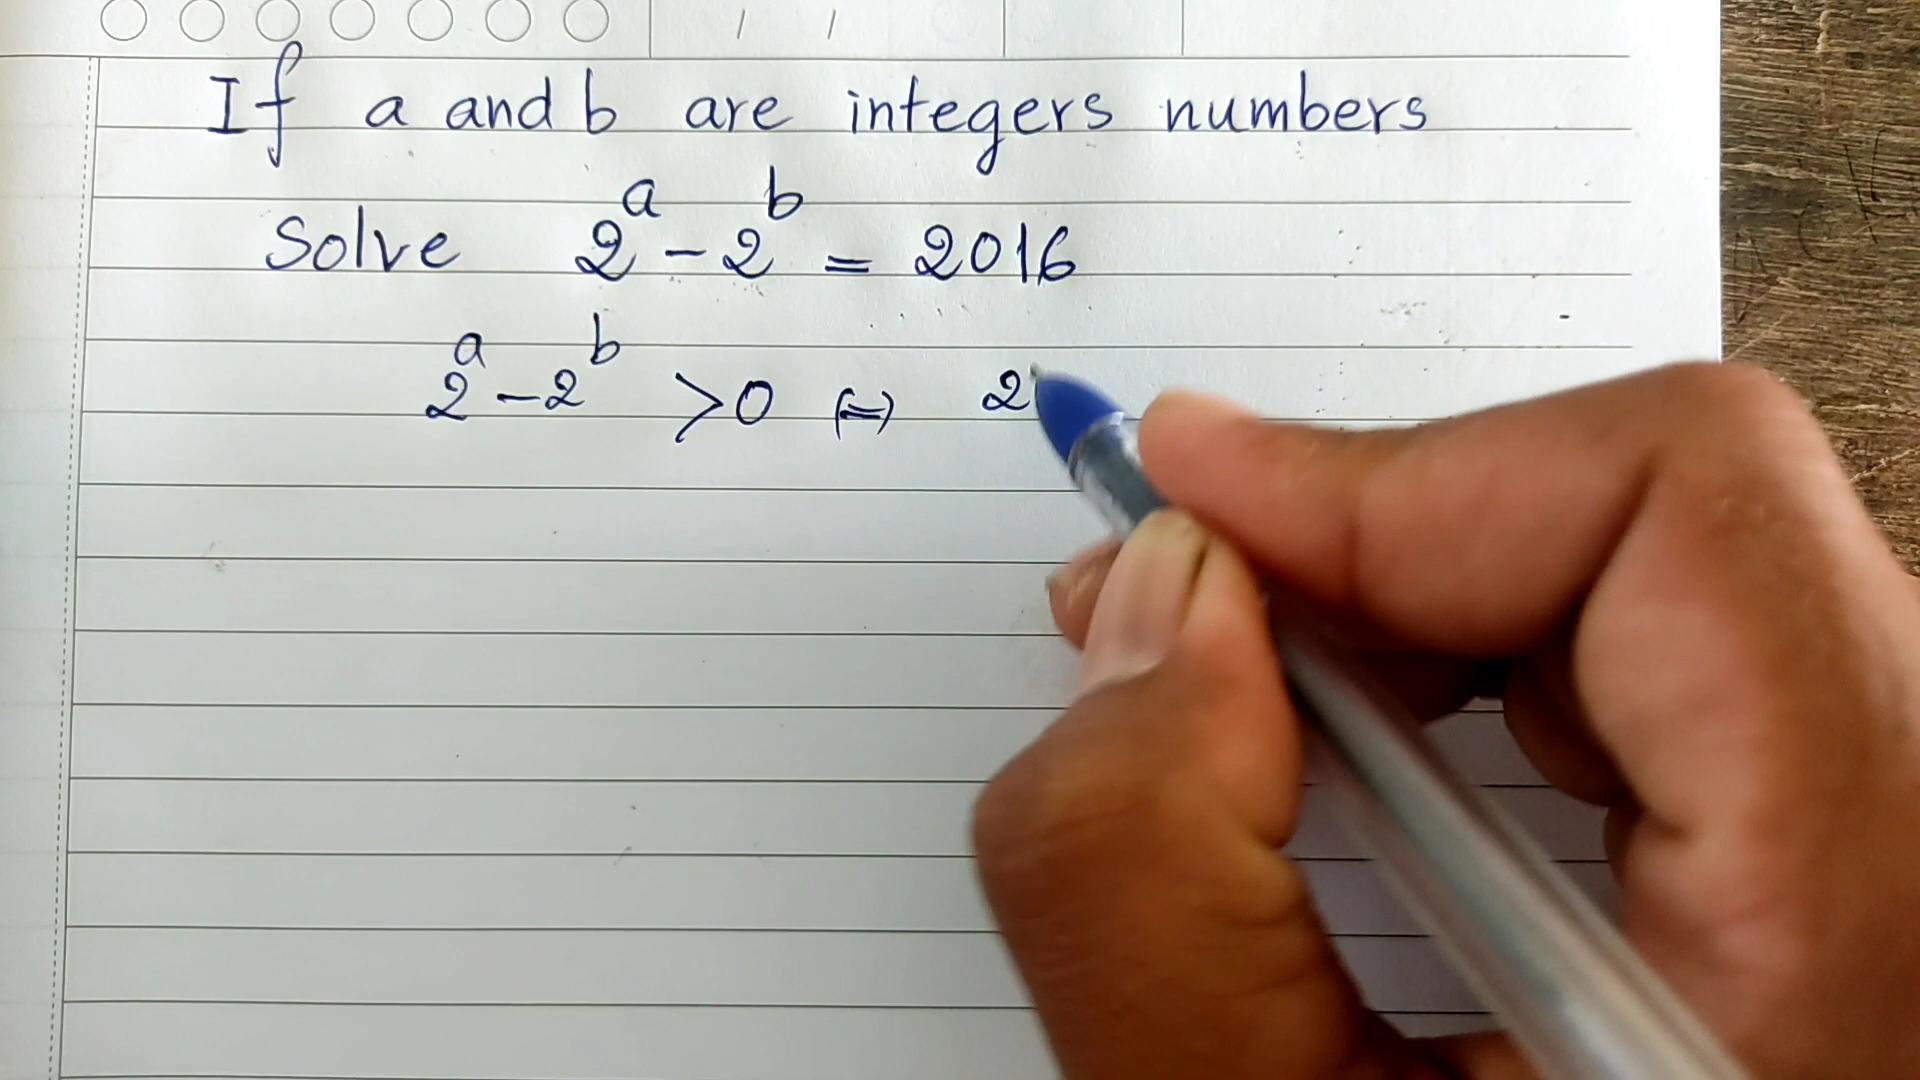 If a and b are integers numbers
Solve 2^a - 2^b = 2016
2^a - 2^b > 0 ⇔ 2